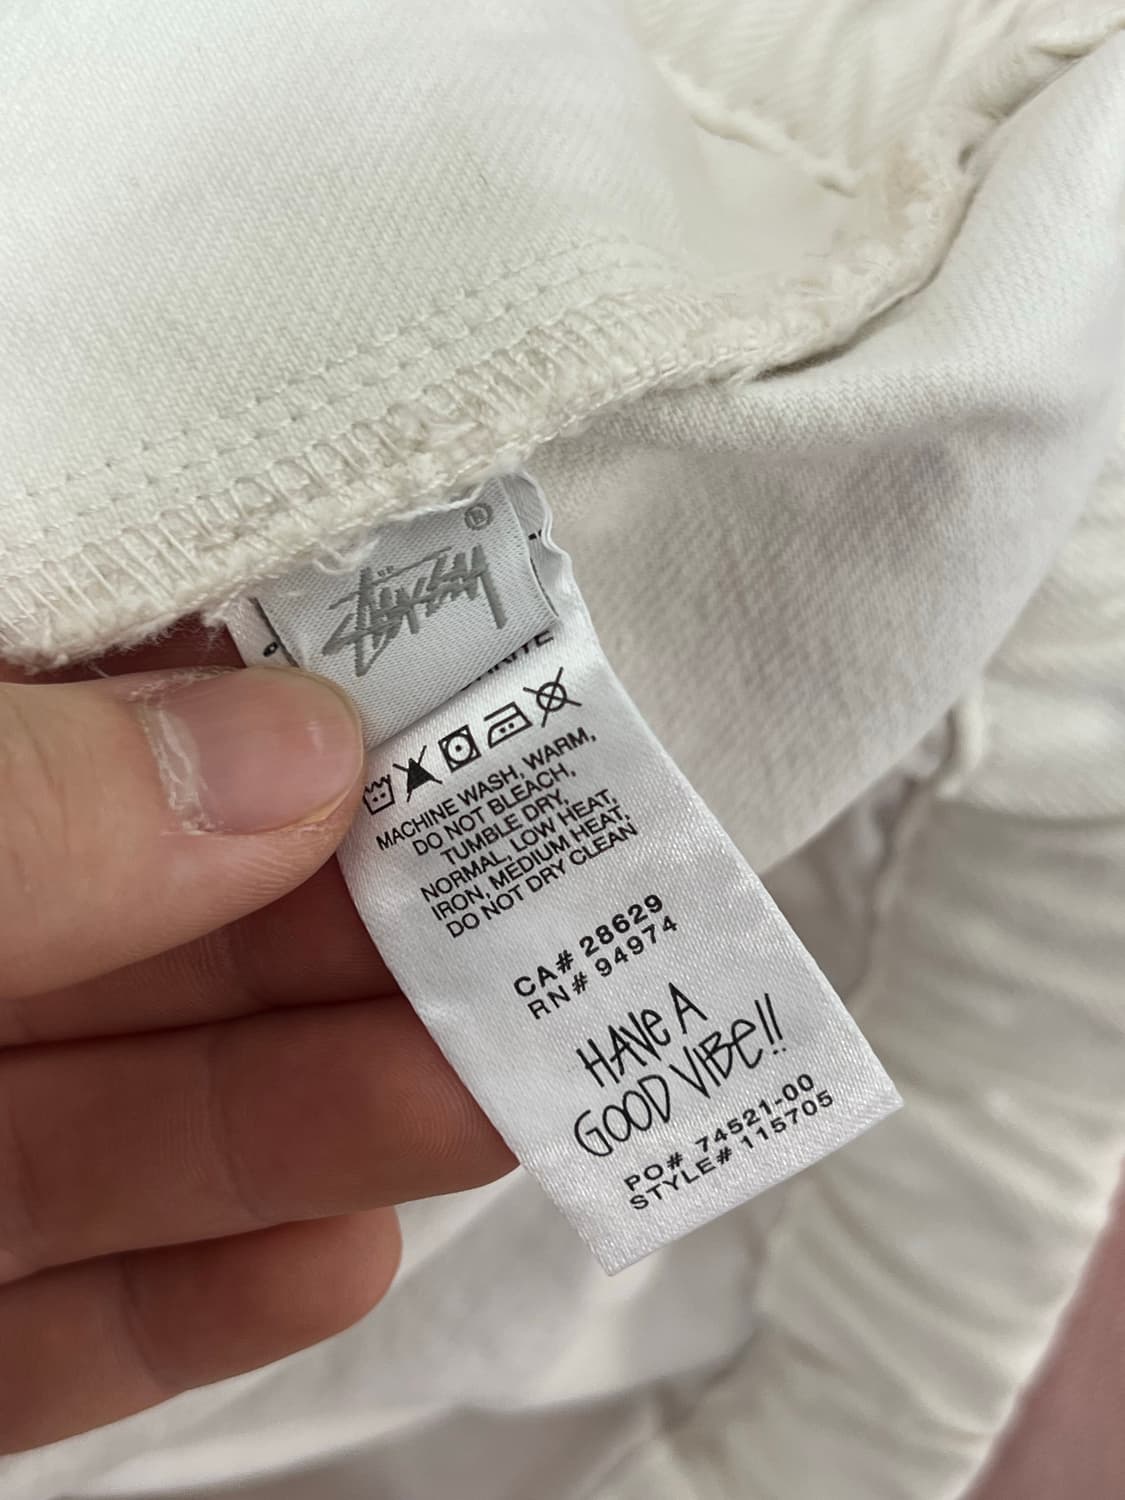 ®
STÜSSY
MACHINE WASH, WARM,
DO NOT BLEACH,
TUMBLE DRY,
NORMAL, LOW HEAT,
IRON, MEDIUM HEAT,
DO NOT DRY CLEAN
CA# 28629
RN# 94974
HAVE A
GOOD VIBE!!
PO# 74521-00
STYLE# 115705